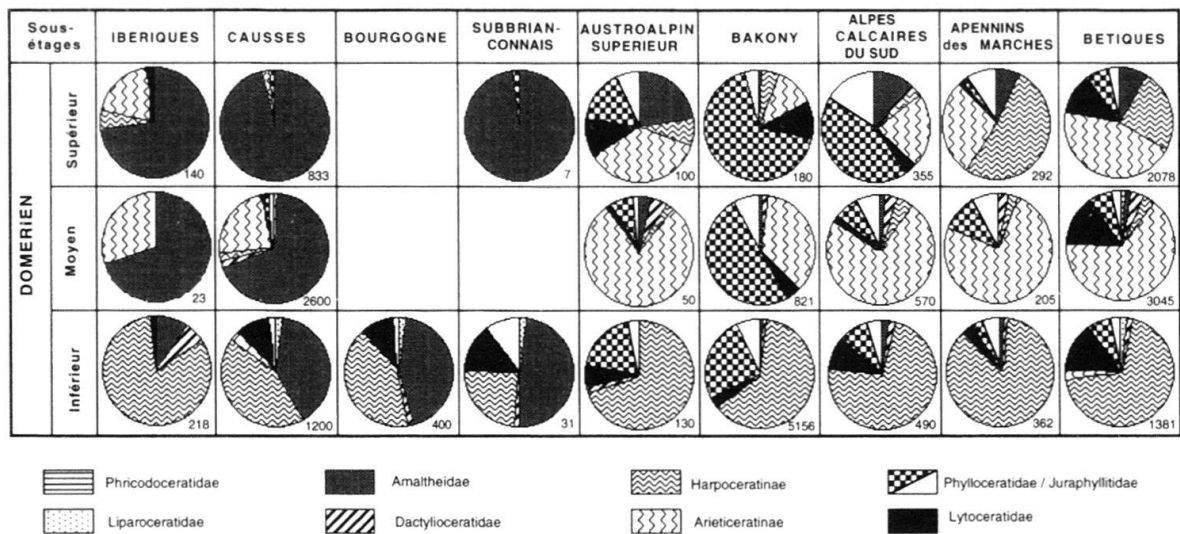 Sous-étages
IBERIQUES
CAUSSES
BOURGOGNE
SUBBRIAN-
CONNAIS
AUSTROALPIN
SUPERIEUR
BAKONY
ALPES
CALCAIRES
DU SUD
APENNINS
des MARCHES
BETIQUES
DOMERiEN
Supérieur
140
833
7
100
180
355
292
2078
Moyen
23
2600
50
821
570
205
3045
Inférieur
218
1200
400
31
130
5156
490
362
1381
Phricodoceratidae
Amaltheidae
Harpoceratinae
Phylloceratidae / Juraphyllitidae
Liparoceratidae
Dactylioceratidae
Arieticeratinae
Lytoceratidae